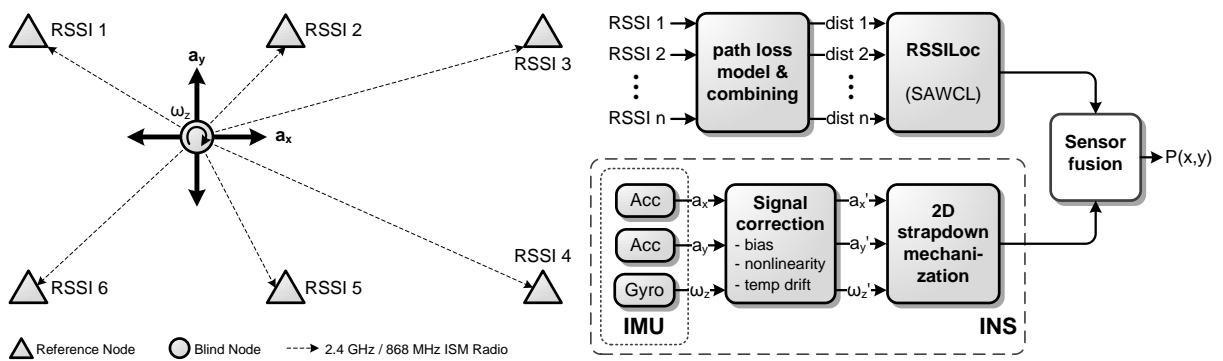 RSSI 1
RSSI 2
RSSI 3
a_y
ω_z
a_x
RSSI 4
RSSI 6
RSSI 5
Reference Node
Blind Node
2.4 GHz / 868 MHz ISM Radio
RSSI 1
RSSI 2
RSSI n
path loss
model &
combining
dist 1
dist 2
dist n
RSSILoc
(SAWCL)
Sensor
fusion
P(x,y)
Acc
Acc
Gyro
IMU
a_x
a_y
ω_z
Signal
correction
- bias
- nonlinearity
- temp drift
a_x'
a_y'
ω_z'
2D
strapdown
mechani-
zation
INS